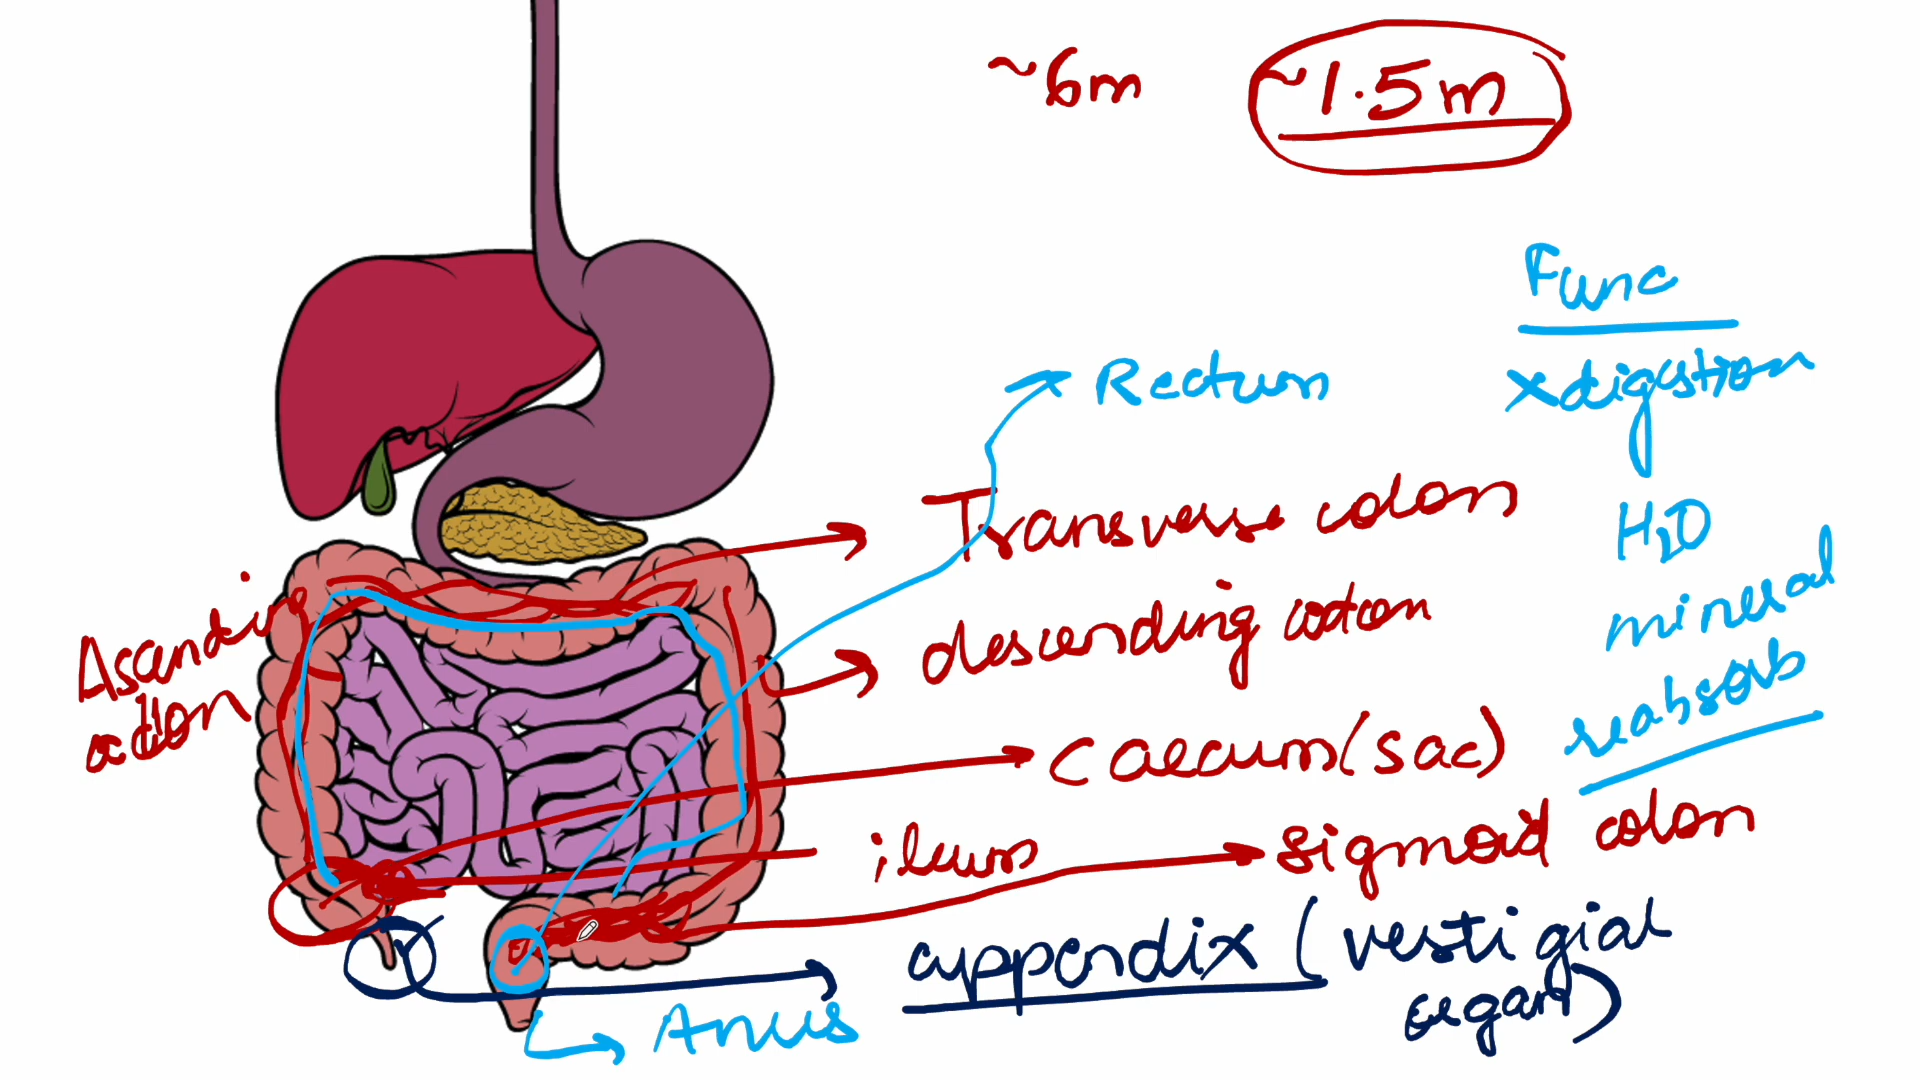 ~6m
~1.5m
Func
x digestion
H2O
mineral
reabsorb
Rectum
Transverse colon
descending colon
Ascending
colon
caecum (sac)
ileum
sigmoid colon
appendix (vestigial
organ)
Anus